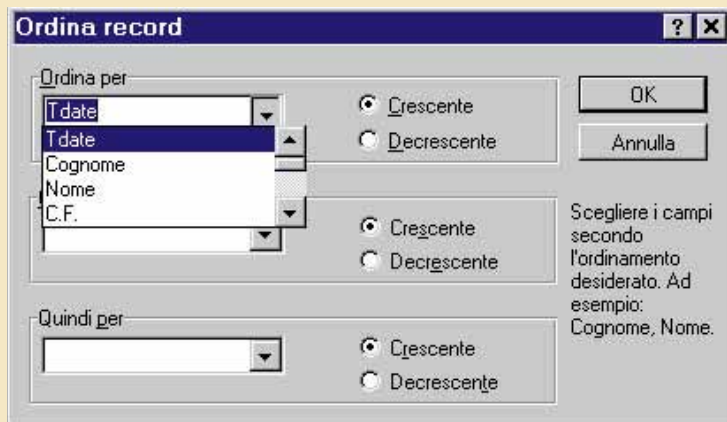 Ordina record
Ordina per
Tdate
Tdate
Cognome
Nome
C.F.
Crescente
Decrescente
OK
Annulla
Crescente
Decrescente
Scegliere i campi
secondo
l'ordinamento
desiderato. Ad
esempio:
Cognome, Nome.
Quindi per
Crescente
Decrescente